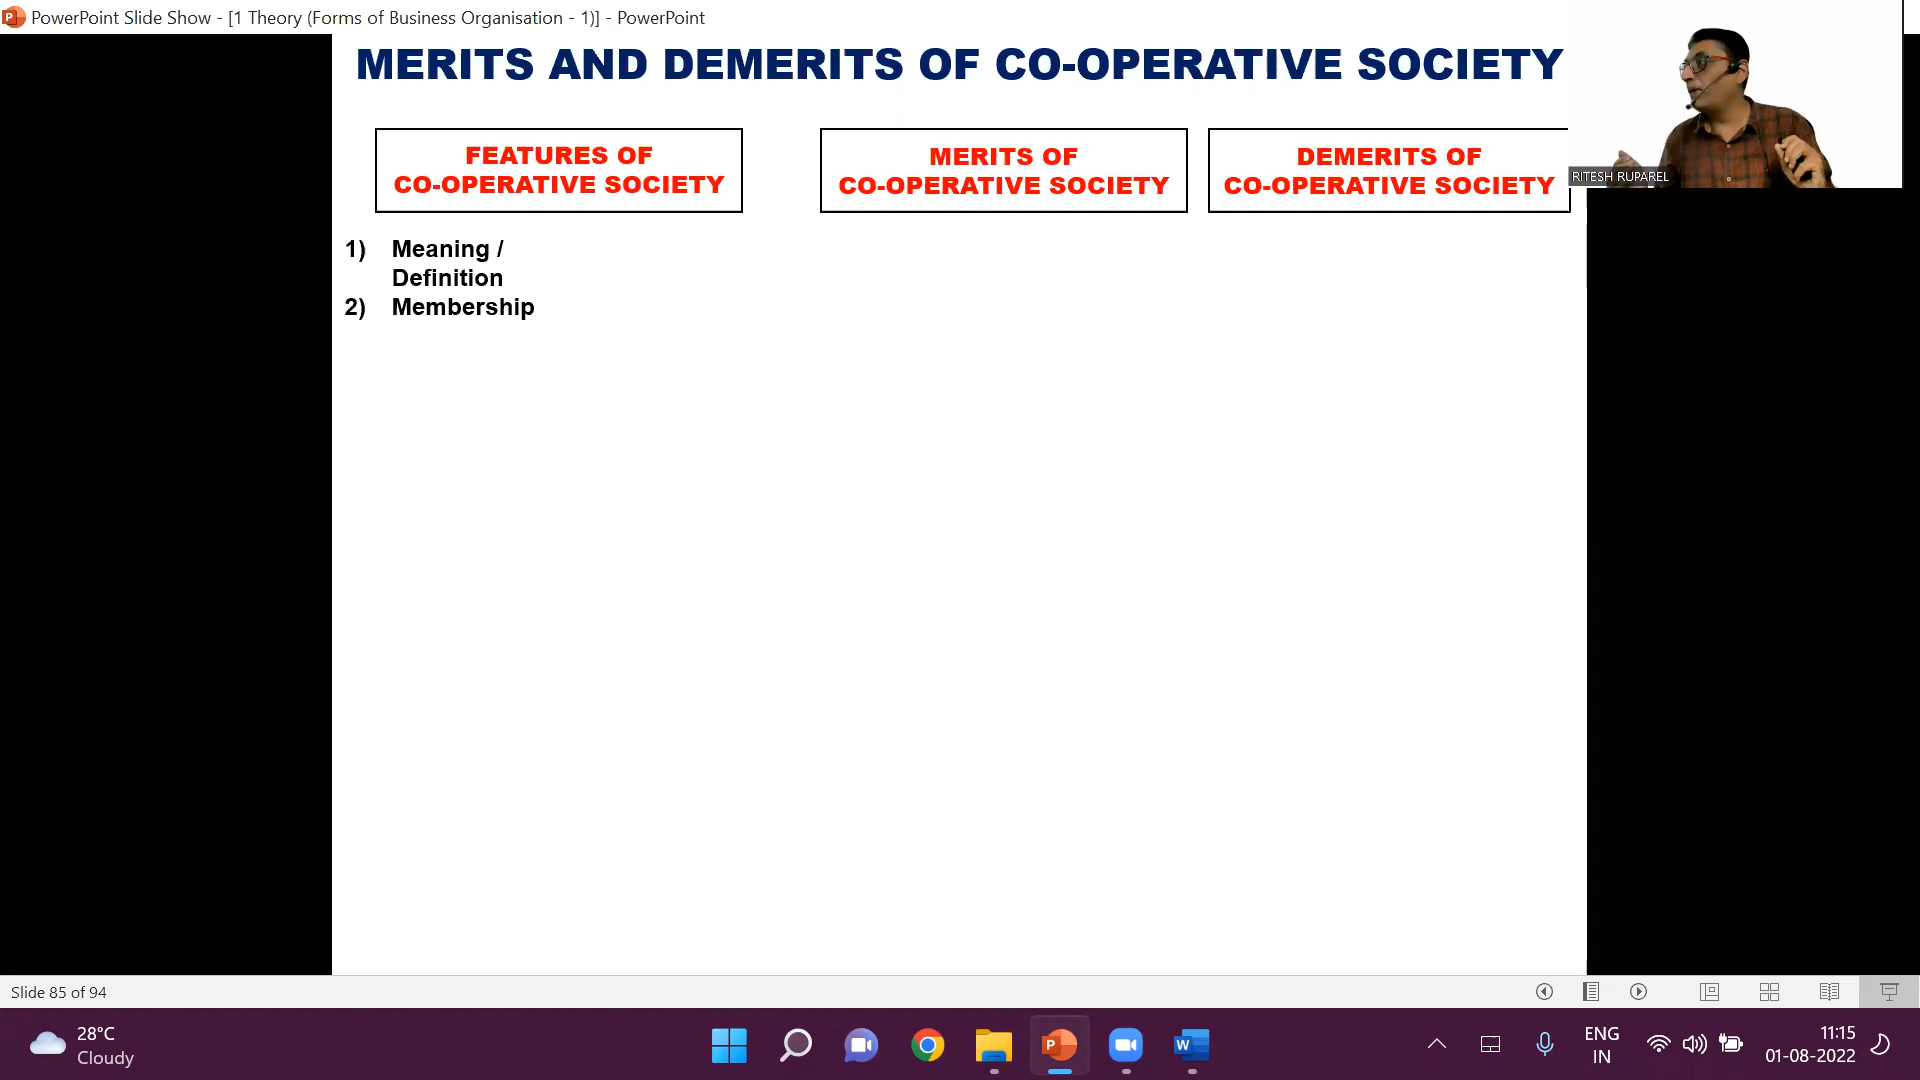 PowerPoint Slide Show - [1 Theory (Forms of Business Organisation - 1)] - PowerPoint
MERITS AND DEMERITS OF CO-OPERATIVE SOCIETY
FEATURES OF
CO-OPERATIVE SOCIETY
MERITS OF
CO-OPERATIVE SOCIETY
DEMERITS OF
CO-OPERATIVE SOCIETY
RITESH RUPAREL
1) Meaning /
Definition
2) Membership
Slide 85 of 94
28°C
Cloudy
ENG
IN
11:15
01-08-2022